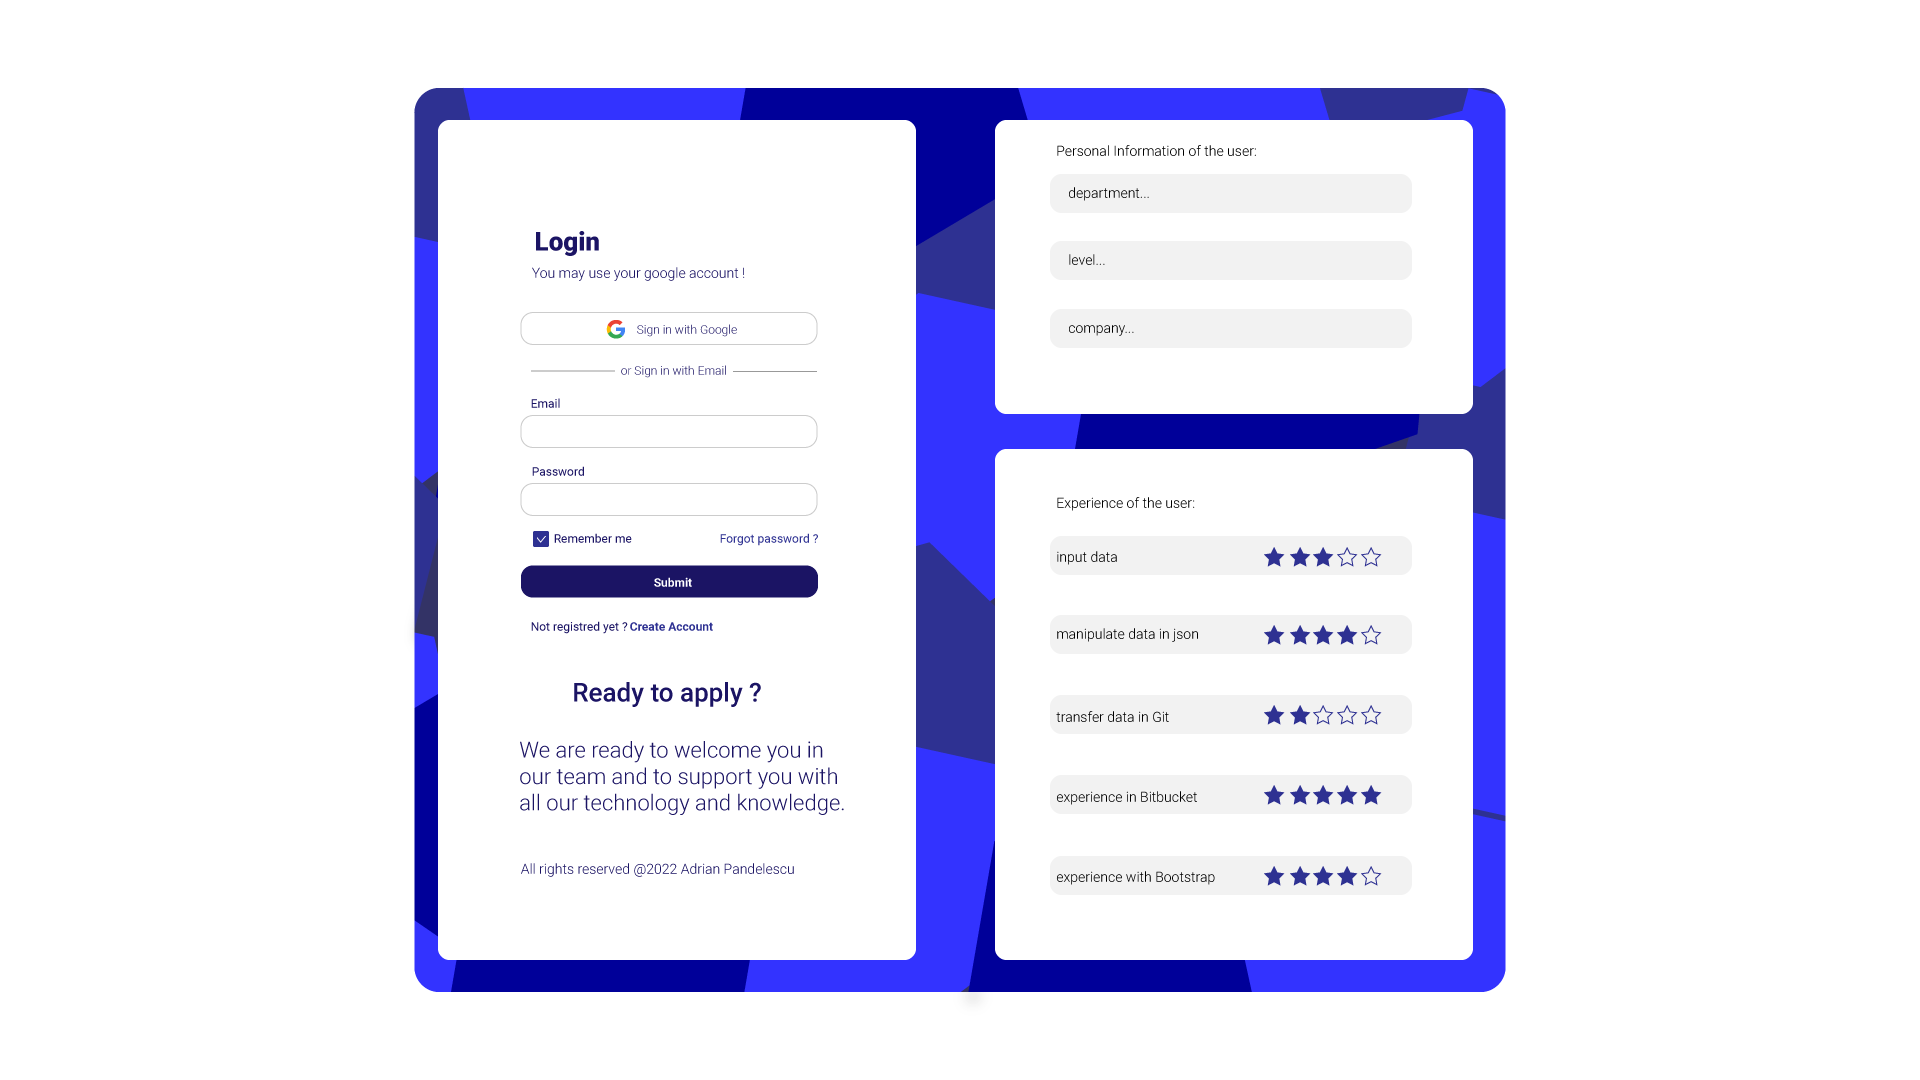 Login
You may use your google account !
Sign in with Google
or Sign in with Email
Email
Password
Remember me
Forgot password ?
Submit
Not registred yet ? Create Account
Ready to apply ?
We are ready to welcome you in
our team and to support you with
all our technology and knowledge.
All rights reserved @2022 Adrian Pandelescu
Personal Information of the user:
department...
level...
company...
Experience of the user:
input data
manipulate data in json
transfer data in Git
experience in Bitbucket
experience with Bootstrap